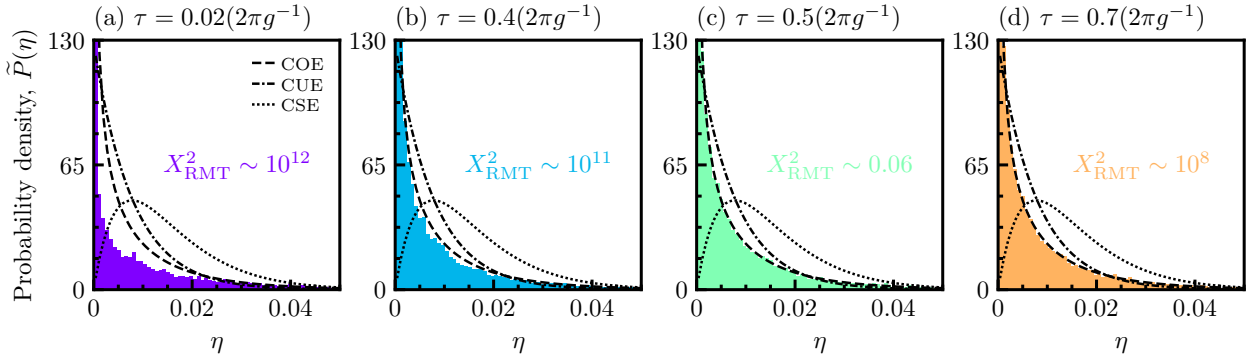 (a) τ = 0.02(2πg⁻¹)
(b) τ = 0.4(2πg⁻¹)
(c) τ = 0.5(2πg⁻¹)
(d) τ = 0.7(2πg⁻¹)
Probability density, P̃(η)
130
65
0
COE
CUE
CSE
X²_RMT ∼ 10¹²
0
0.02
0.04
η
130
65
0
X²_RMT ∼ 10¹¹
0
0.02
0.04
η
130
65
0
X²_RMT ∼ 0.06
0
0.02
0.04
η
130
65
0
X²_RMT ∼ 10⁸
0
0.02
0.04
η